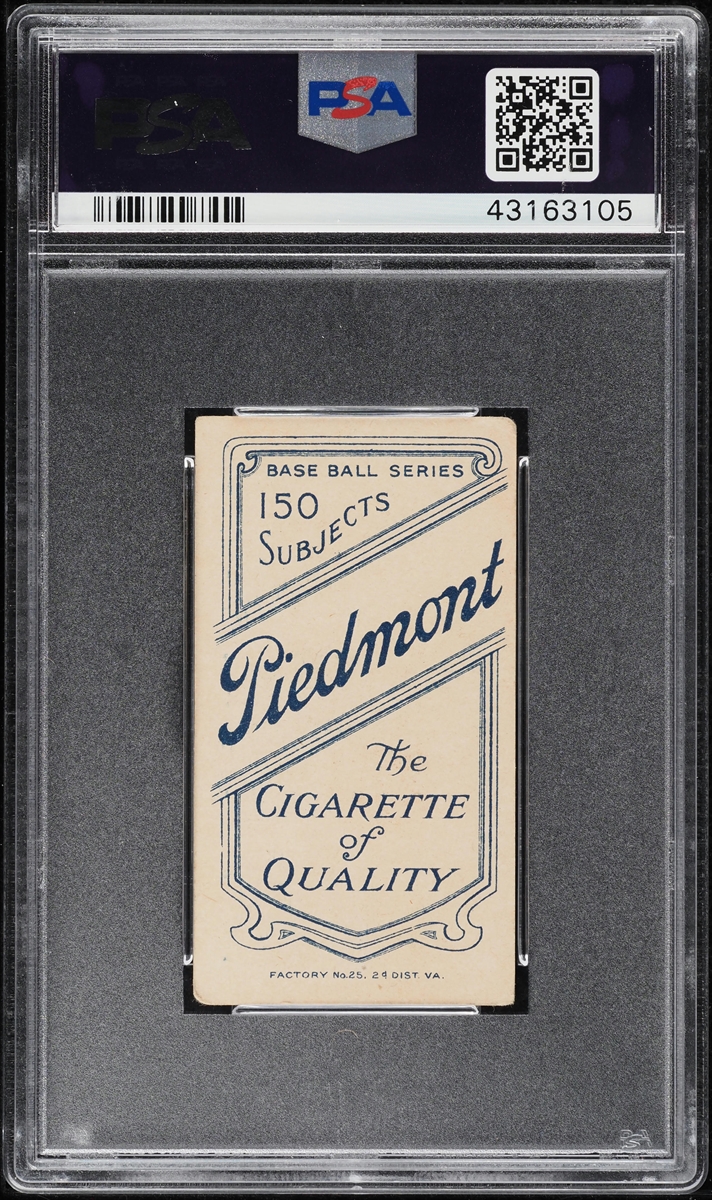 PSA
PSA
43163105
BASE BALL SERIES
150
SUBJECTS
Piedmont
The
CIGARETTE
of
QUALITY
FACTORY No. 25, 2d DIST. VA.
PSA